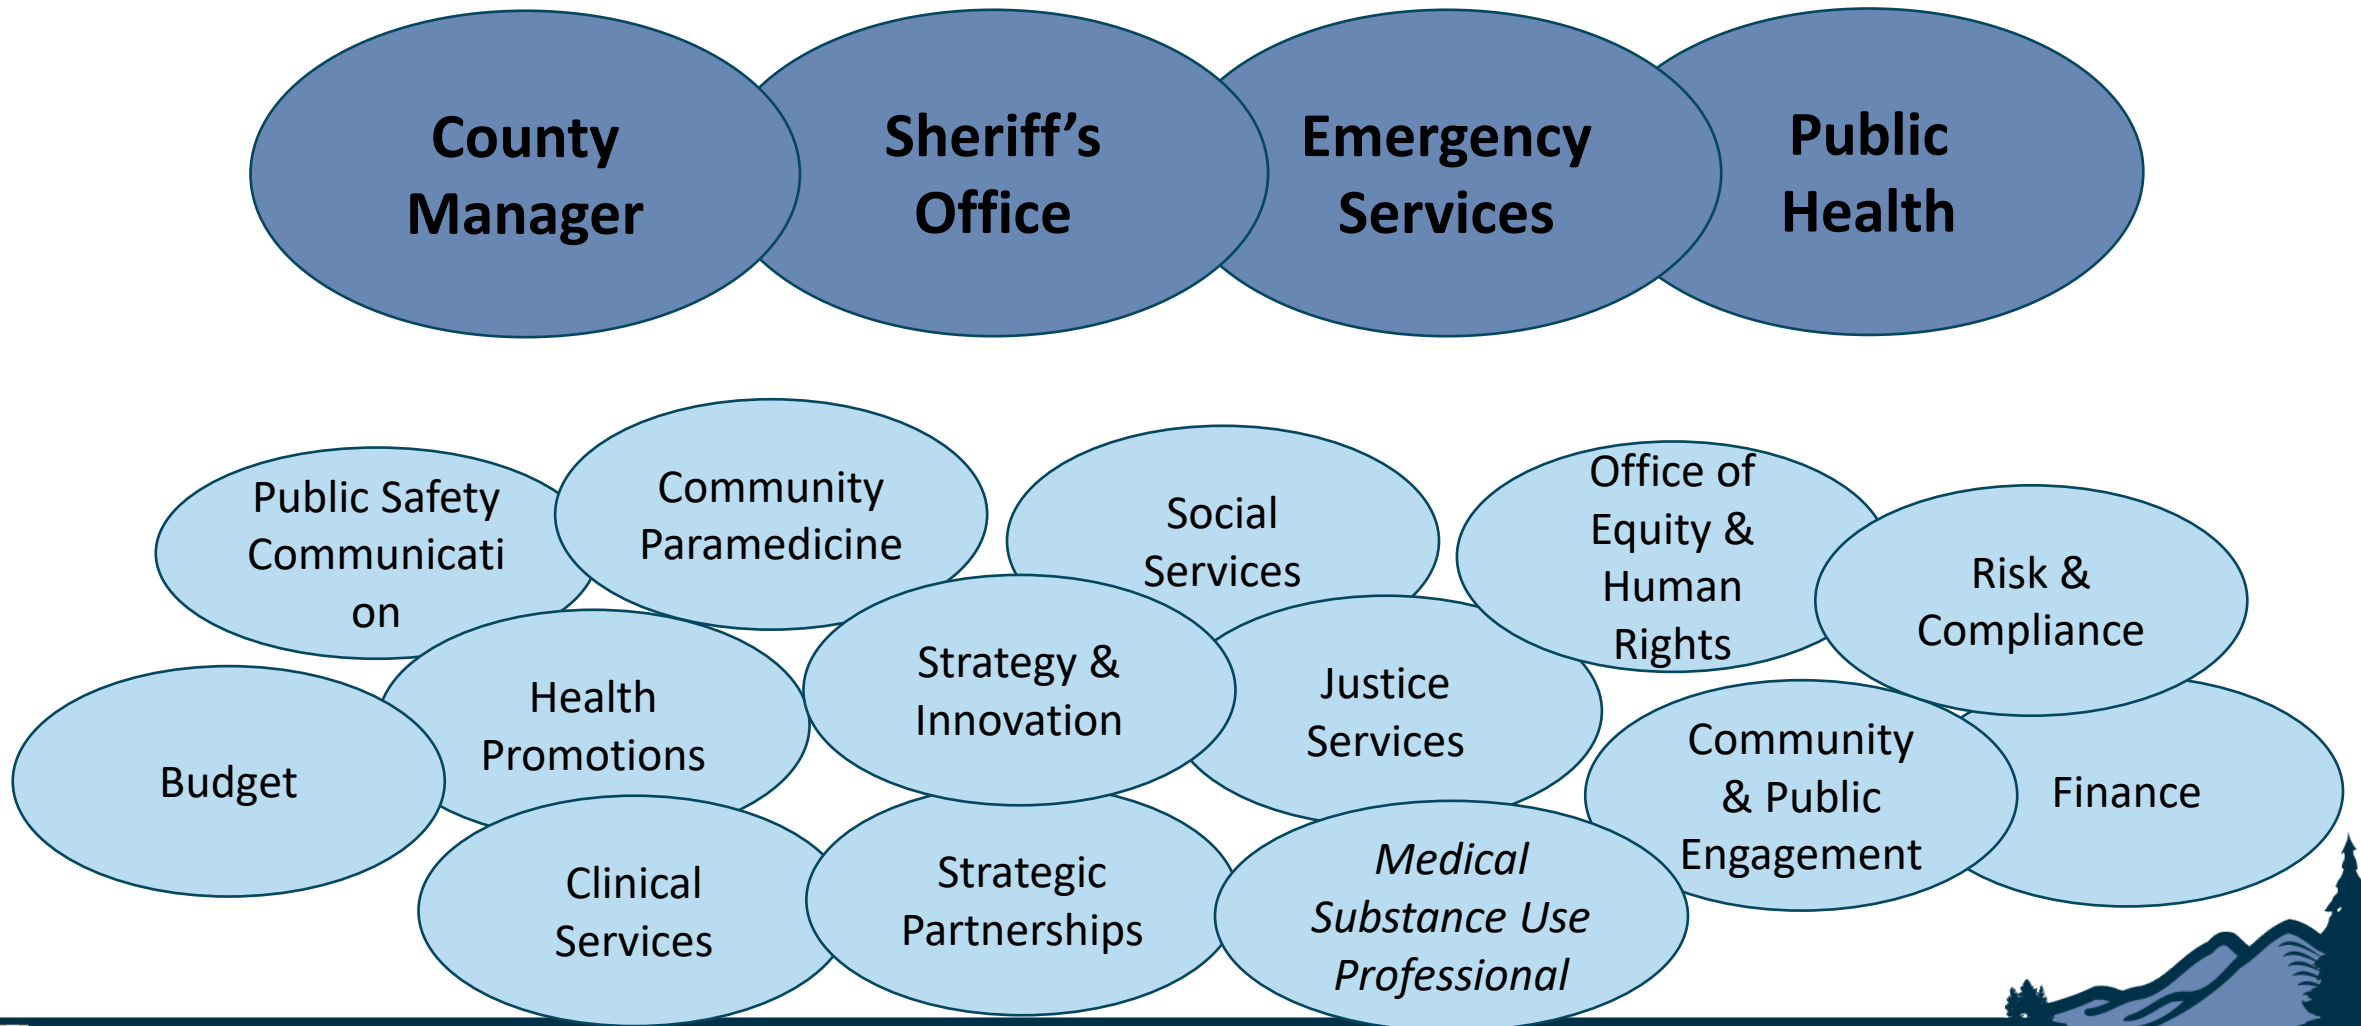 County
Manager
Sheriff’s
Office
Emergency
Services
Public
Health
Public Safety
Communicati
on
Community
Paramedicine
Social
Services
Office of
Equity &
Human
Rights
Risk &
Compliance
Budget
Health
Promotions
Strategy &
Innovation
Justice
Services
Community
& Public
Engagement
Finance
Clinical
Services
Strategic
Partnerships
Medical
Substance Use
Professional